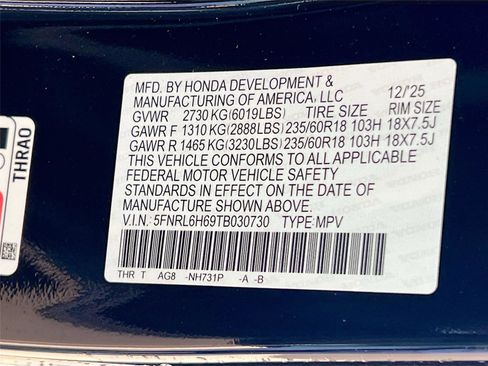 MFD. BY HONDA DEVELOPMENT &
MANUFACTURING OF AMERICA, LLC 12/'25
GVWR 2730 KG (6019LBS) TIRE SIZE RIM SIZE
GAWR F 1310 KG (2888LBS) 235/60R18 103H 18X7.5J
GAWR R 1465 KG (3230LBS) 235/60R18 103H 18X7.5J
THIS VEHICLE CONFORMS TO ALL APPLICABLE
FEDERAL MOTOR VEHICLE SAFETY
STANDARDS IN EFFECT ON THE DATE OF
MANUFACTURE SHOWN ABOVE.
V.I.N.: 5FNRL6H69TB030730 TYPE: MPV
THR T AG8 -NH731P -A -B
THRA0